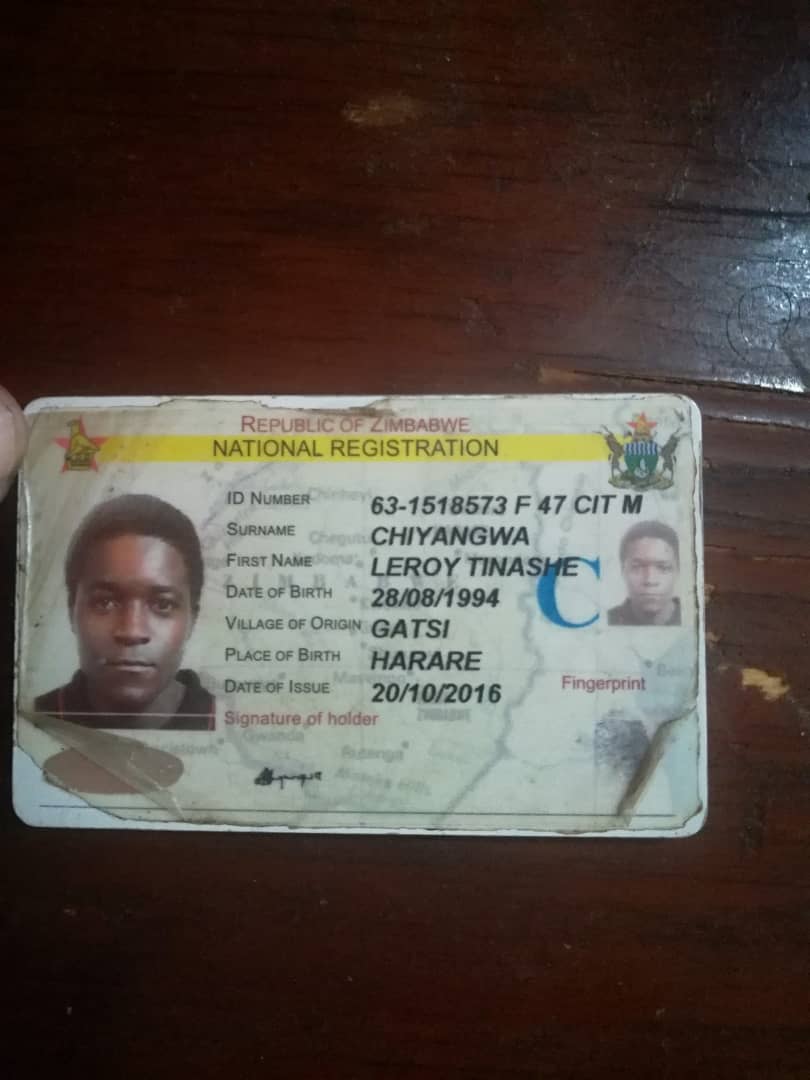 REPUBLIC OF ZIMBABWE
NATIONAL REGISTRATION
ID NUMBER 63-1518573 F 47 CIT M
SURNAME CHIYANGWA
FIRST NAME LEROY TINASHE
DATE OF BIRTH 28/08/1994
C
VILLAGE OF ORIGIN GATSI
PLACE OF BIRTH HARARE
DATE OF ISSUE 20/10/2016
Fingerprint
Signature of holder